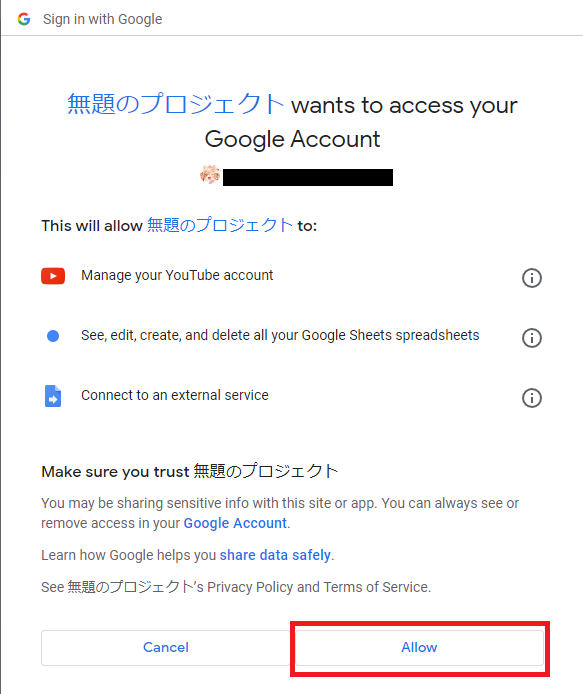 Sign in with Google
無題のプロジェクト wants to access your
Google Account
This will allow 無題のプロジェクト to:
Manage your YouTube account
See, edit, create, and delete all your Google Sheets spreadsheets
Connect to an external service
Make sure you trust 無題のプロジェクト
You may be sharing sensitive info with this site or app. You can always see or
remove access in your Google Account.
Learn how Google helps you share data safely.
See 無題のプロジェクト's Privacy Policy and Terms of Service.
Cancel
Allow